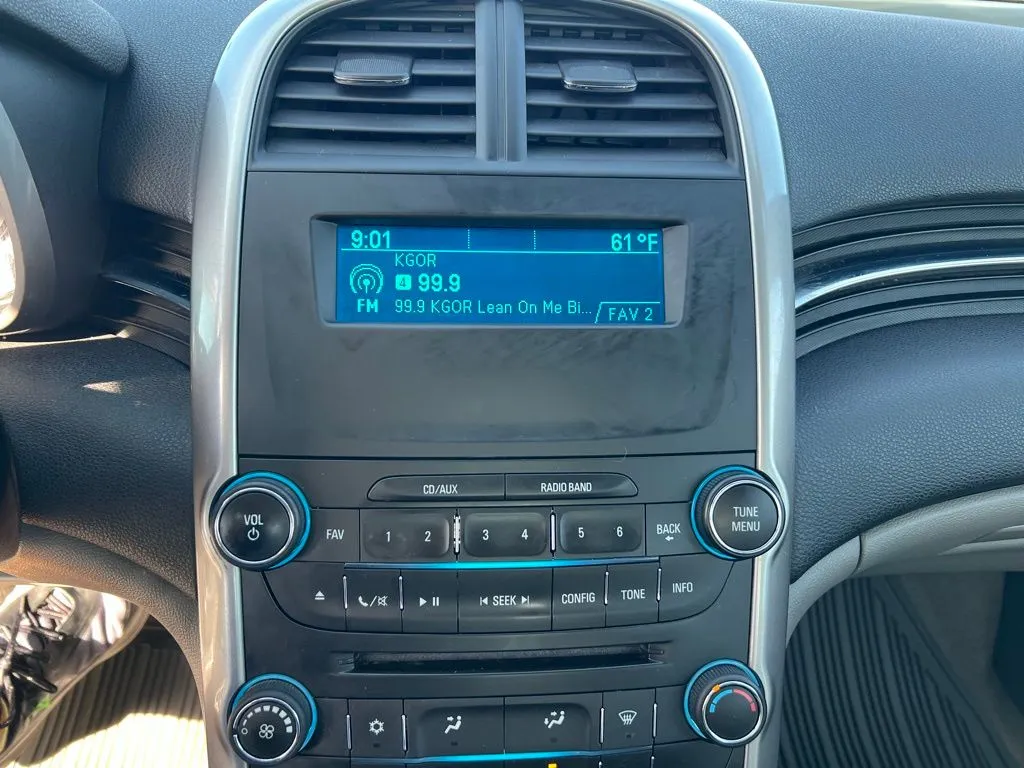 9:01 61°F
KGOR
4 99.9
FM 99.9 KGOR Lean On Me Bi... FAV 2
CD/AUX RADIO BAND
VOL
TUNE
MENU
FAV 1 2 3 4 5 6 BACK
SEEK CONFIG TONE INFO